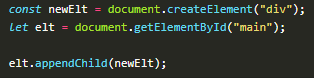 const newElt = document.createElement("div");
let elt = document.getElementById("main");
elt.appendChild(newElt);